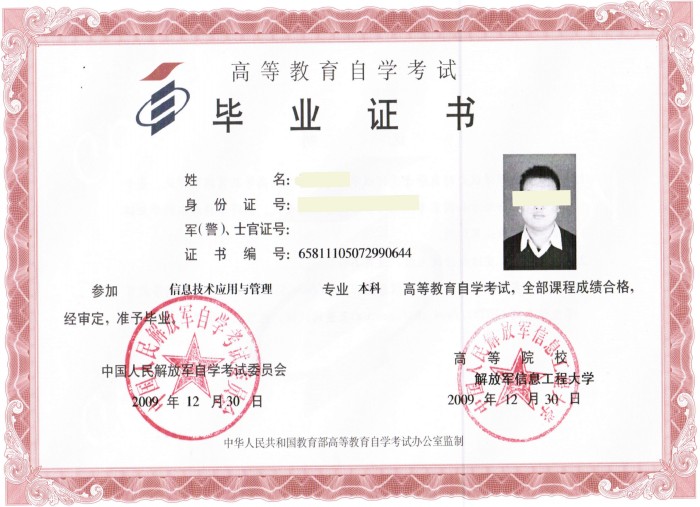 高等教育自学考试
毕业证书
姓名：
身份证号：
军(警)、士官证号：
证书编号：65811105072990644
参加 信息技术应用与管理 专业 本科 高等教育自学考试，全部课程成绩合格，
经审定，准予毕业。
中国人民解放军自学考试委员会
中国人民解放军自学考试委员会
2009 年 12 月 30 日
高等院校
中国人民解放军信息工程大学
解放军信息工程大学
2009 年 12 月 30 日
中华人民共和国教育部高等教育自学考试办公室监制